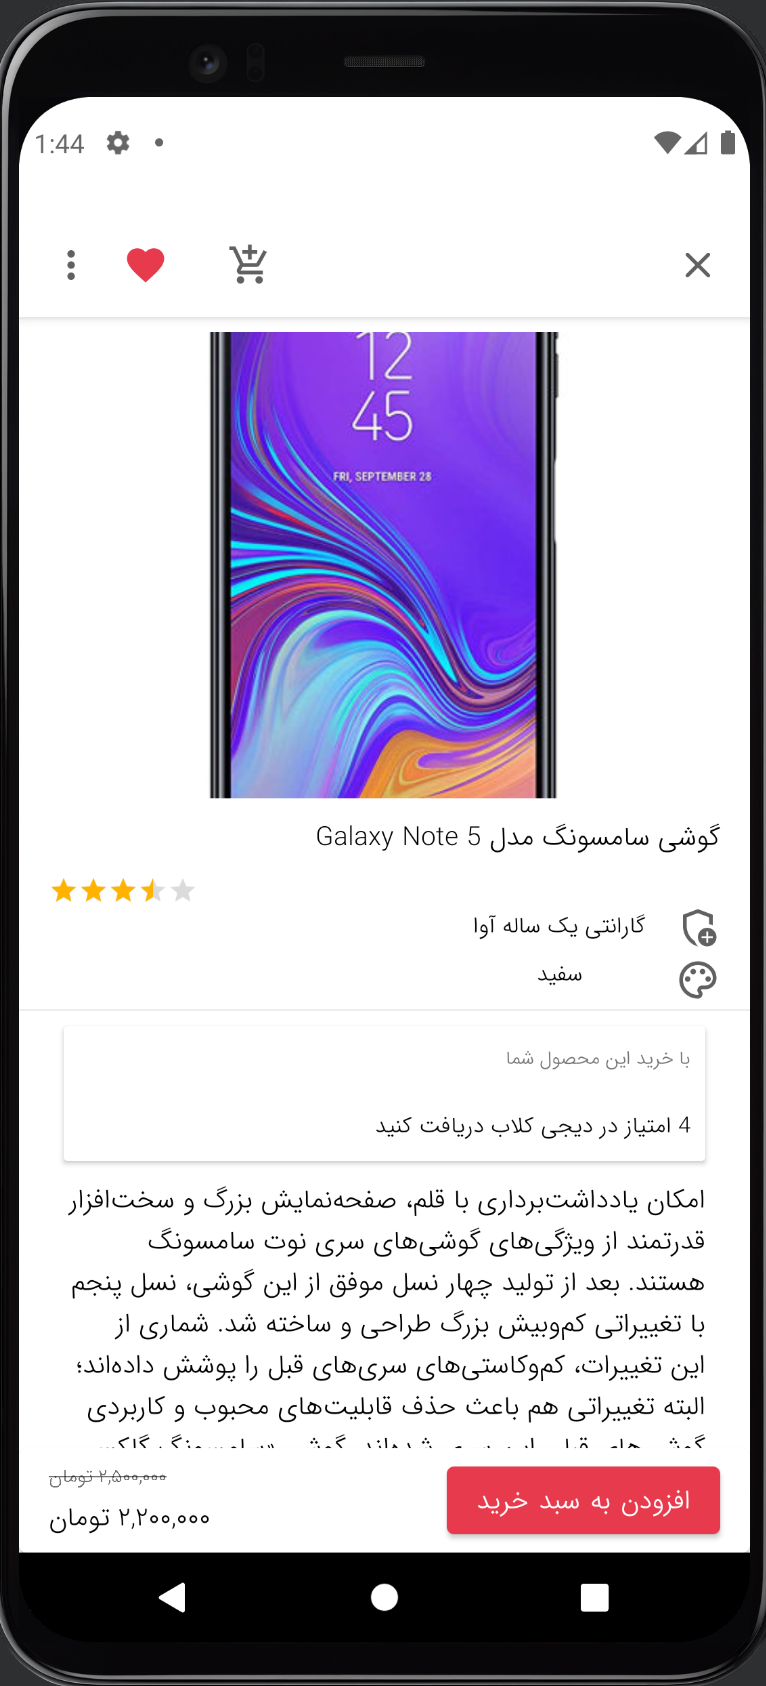 1:44
12
45
FRI, SEPTEMBER 28
گوشی سامسونگ مدل Galaxy Note 5
گارانتی یک ساله آوا
سفید
با خرید این محصول شما
4 امتیاز در دیجی کلاب دریافت کنید
امکان یادداشت‌برداری با قلم، صفحه‌نمایش بزرگ و سخت‌افزار
قدرتمند از ویژگی‌های گوشی‌های سری نوت سامسونگ
هستند. بعد از تولید چهار نسل موفق از این گوشی، نسل پنجم
با تغییراتی کم‌وبیش بزرگ طراحی و ساخته شد. شماری از
این تغییرات، کم‌وکاستی‌های سری‌های قبل را پوشش داده‌اند؛
البته تغییراتی هم باعث حذف قابلیت‌های محبوب و کاربردی
۲,۵۰۰,۰۰۰ تومان
۲,۲۰۰,۰۰۰ تومان
افزودن به سبد خرید